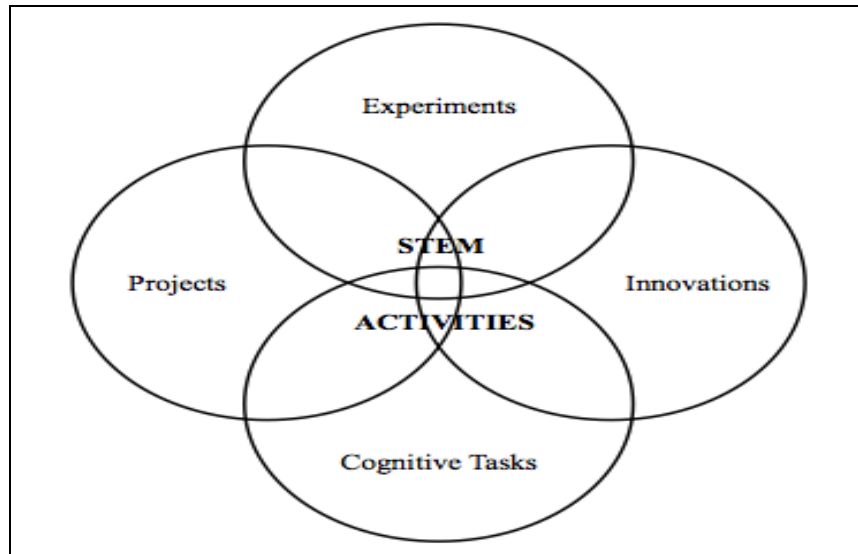 Experiments
STEM
Projects
Innovations
ACTIVITIES
Cognitive Tasks